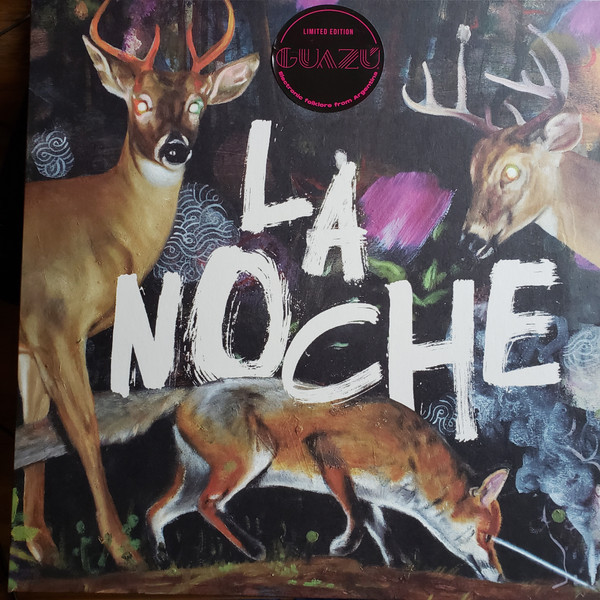 LIMITED EDITION
GUAZÚ
Electronic folklore from Argentina
LA
NOCHE